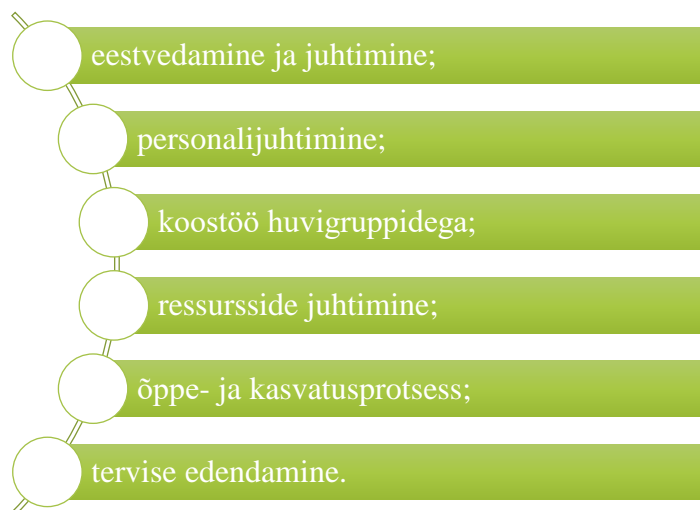 eestvedamine ja juhtimine;
personalijuhtimine;
koostöö huvigruppidega;
ressursside juhtimine;
õppe- ja kasvatusprotsess;
tervise edendamine.